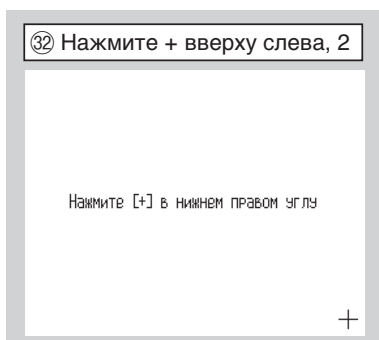 ㉜ Нажмите + вверху слева, 2
Нажмите [+] в нижнем правом углу
+